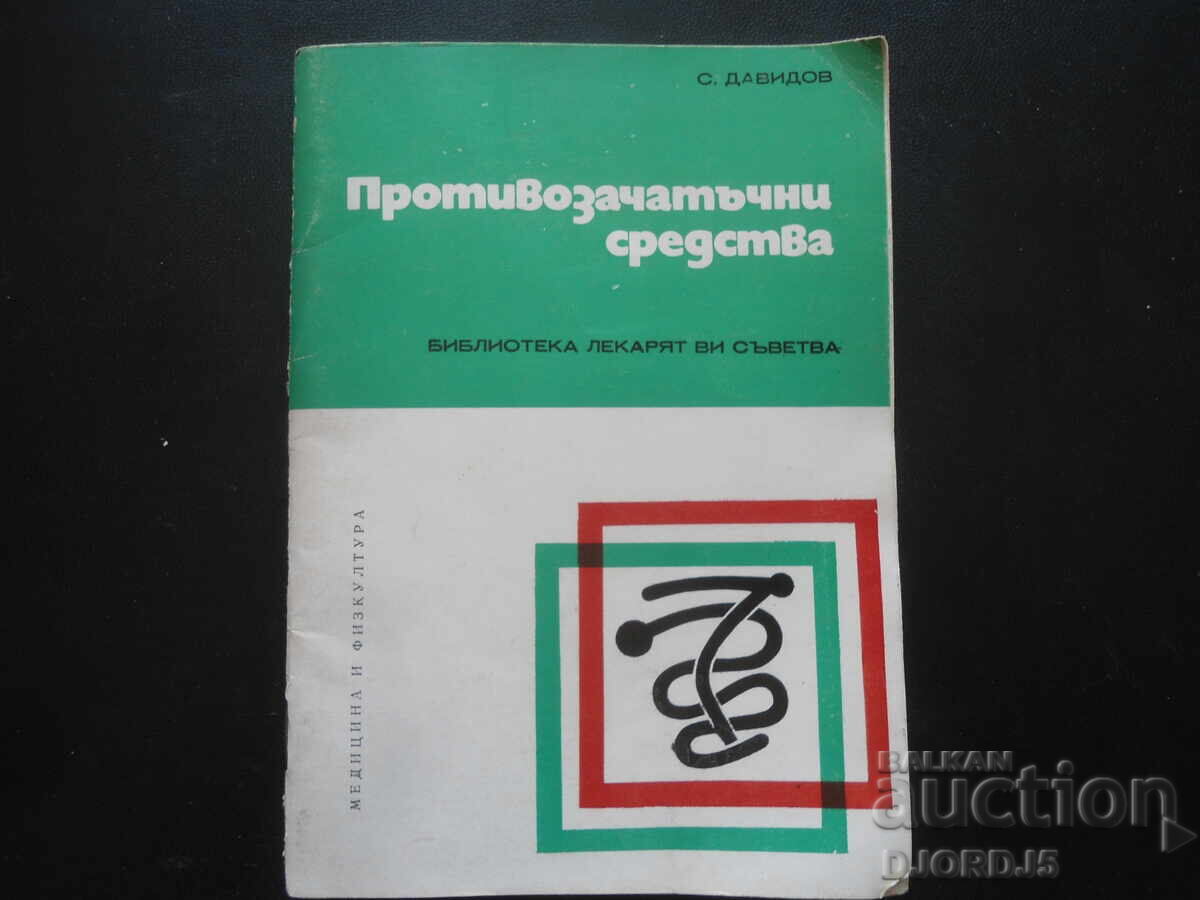 С. ДАВИДОВ
Противозачатъчни
средства
БИБЛИОТЕКА ЛЕКАРЯТ ВИ СЪВЕТВА
МЕДИЦИНА И ФИЗКУЛТУРА
BALKAN
auction
DJORDJ5